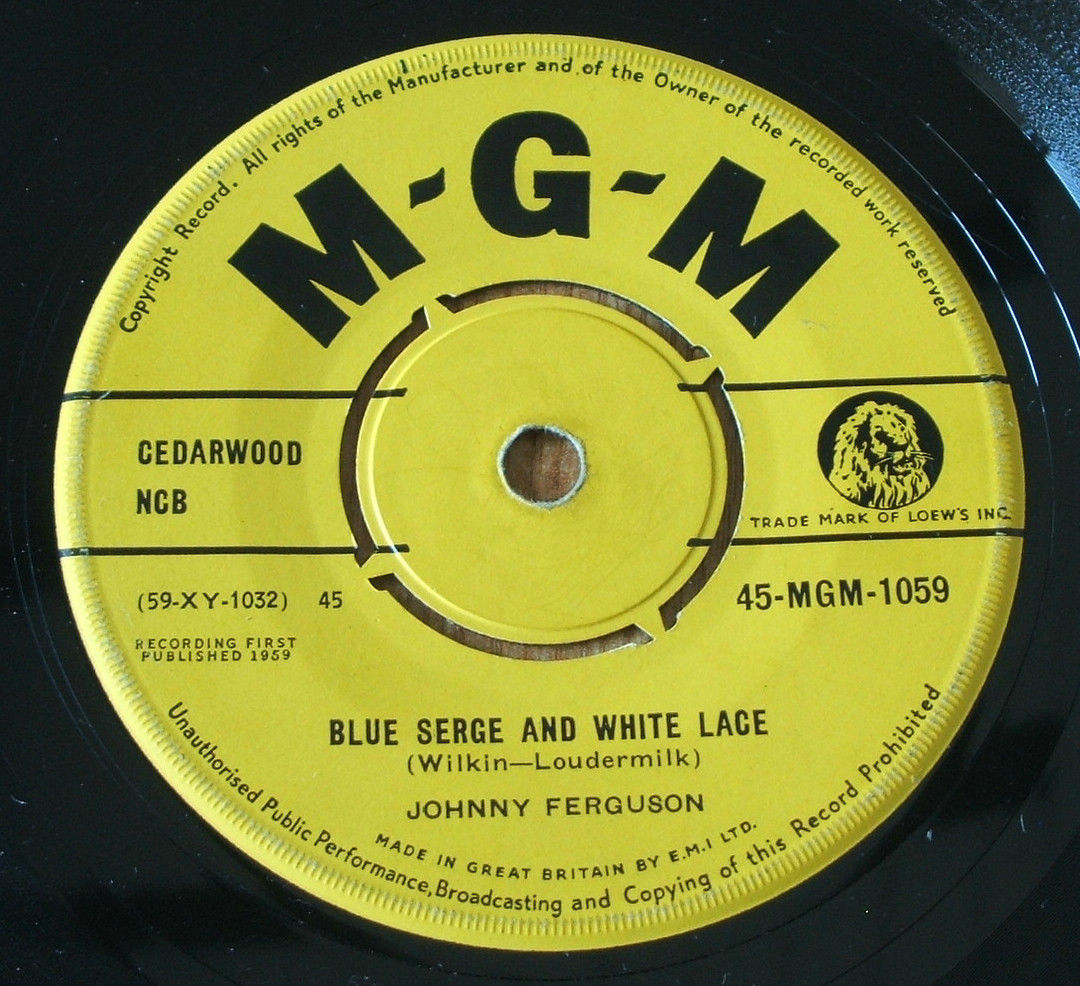 Copyright Record. All rights of the Manufacturer and of the Owner of the recorded work reserved
M-G-M
CEDARWOOD
NCB
TRADE MARK OF LOEW'S INC.
(59-XY-1032) 45
45-MGM-1059
RECORDING FIRST
PUBLISHED 1959
BLUE SERGE AND WHITE LACE
(Wilkin—Loudermilk)
JOHNNY FERGUSON
MADE IN GREAT BRITAIN BY E.M.I LTD.
Unauthorised Public Performance, Broadcasting and Copying of this Record Prohibited